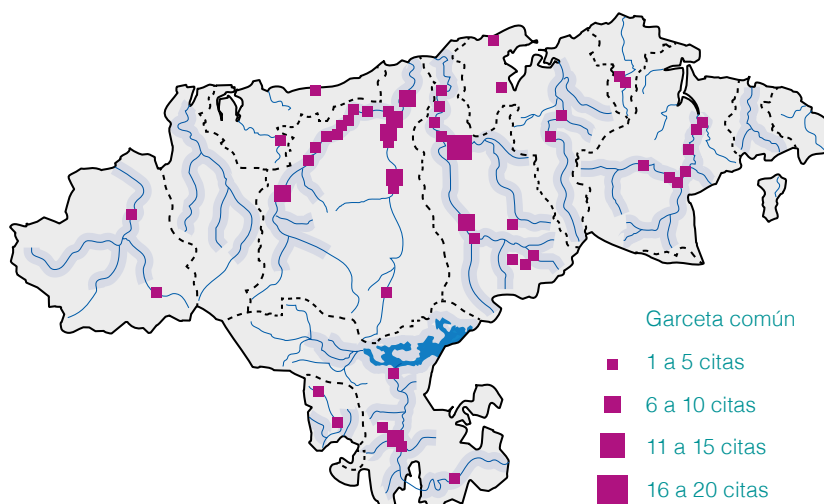 Garceta común
1 a 5 citas
6 a 10 citas
11 a 15 citas
16 a 20 citas